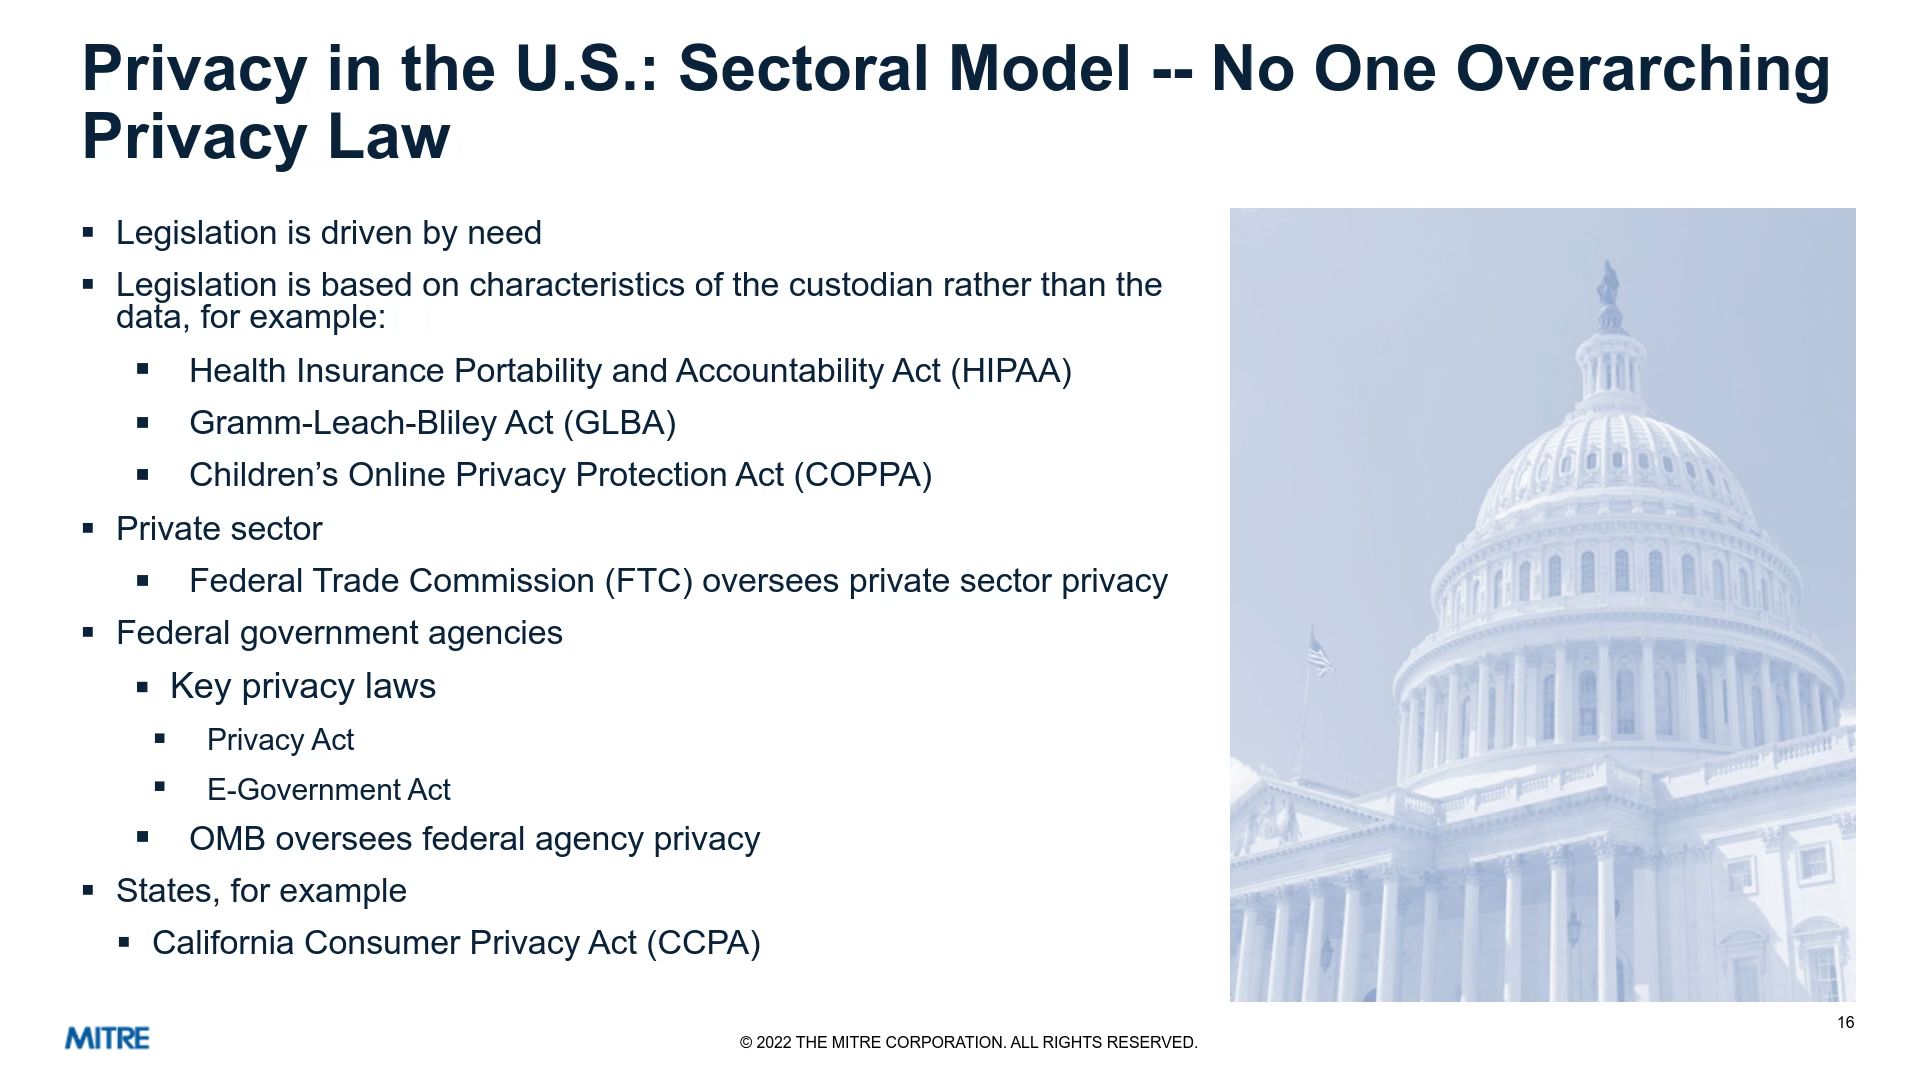 Privacy in the U.S.: Sectoral Model -- No One Overarching
Privacy Law
▪ Legislation is driven by need
▪ Legislation is based on characteristics of the custodian rather than the
data, for example:
▪ Health Insurance Portability and Accountability Act (HIPAA)
▪ Gramm-Leach-Bliley Act (GLBA)
▪ Children’s Online Privacy Protection Act (COPPA)
▪ Private sector
▪ Federal Trade Commission (FTC) oversees private sector privacy
▪ Federal government agencies
▪ Key privacy laws
▪ Privacy Act
▪ E-Government Act
▪ OMB oversees federal agency privacy
▪ States, for example
▪ California Consumer Privacy Act (CCPA)
16
MITRE
© 2022 THE MITRE CORPORATION. ALL RIGHTS RESERVED.